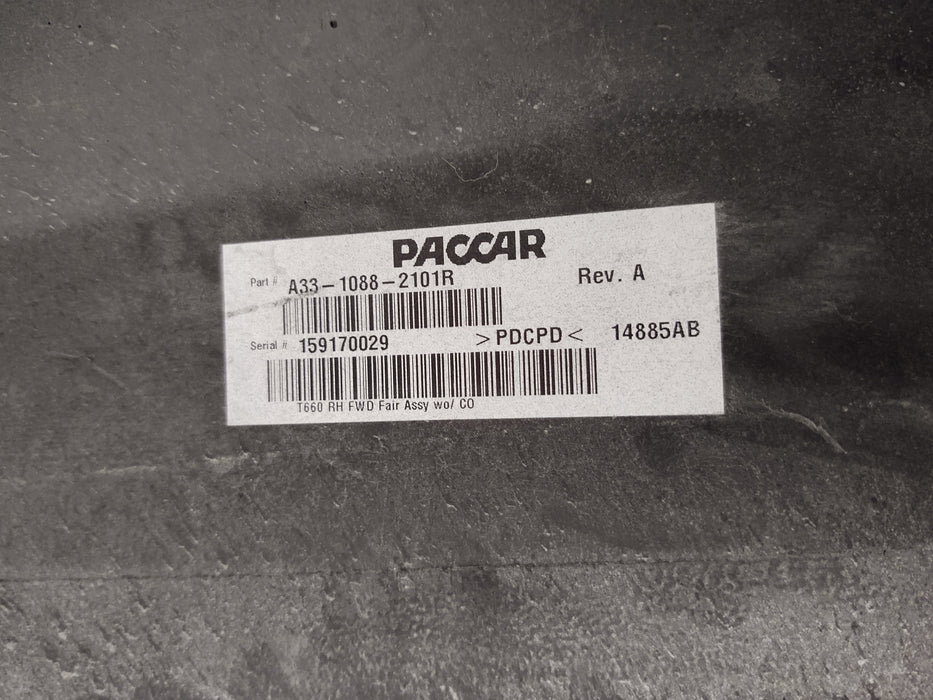 PACCAR
Part # A33-1088-2101R Rev. A
Serial # 159170029 >PDCPD< 14885AB
T660 RH FWD Fair Assy wo/ CO